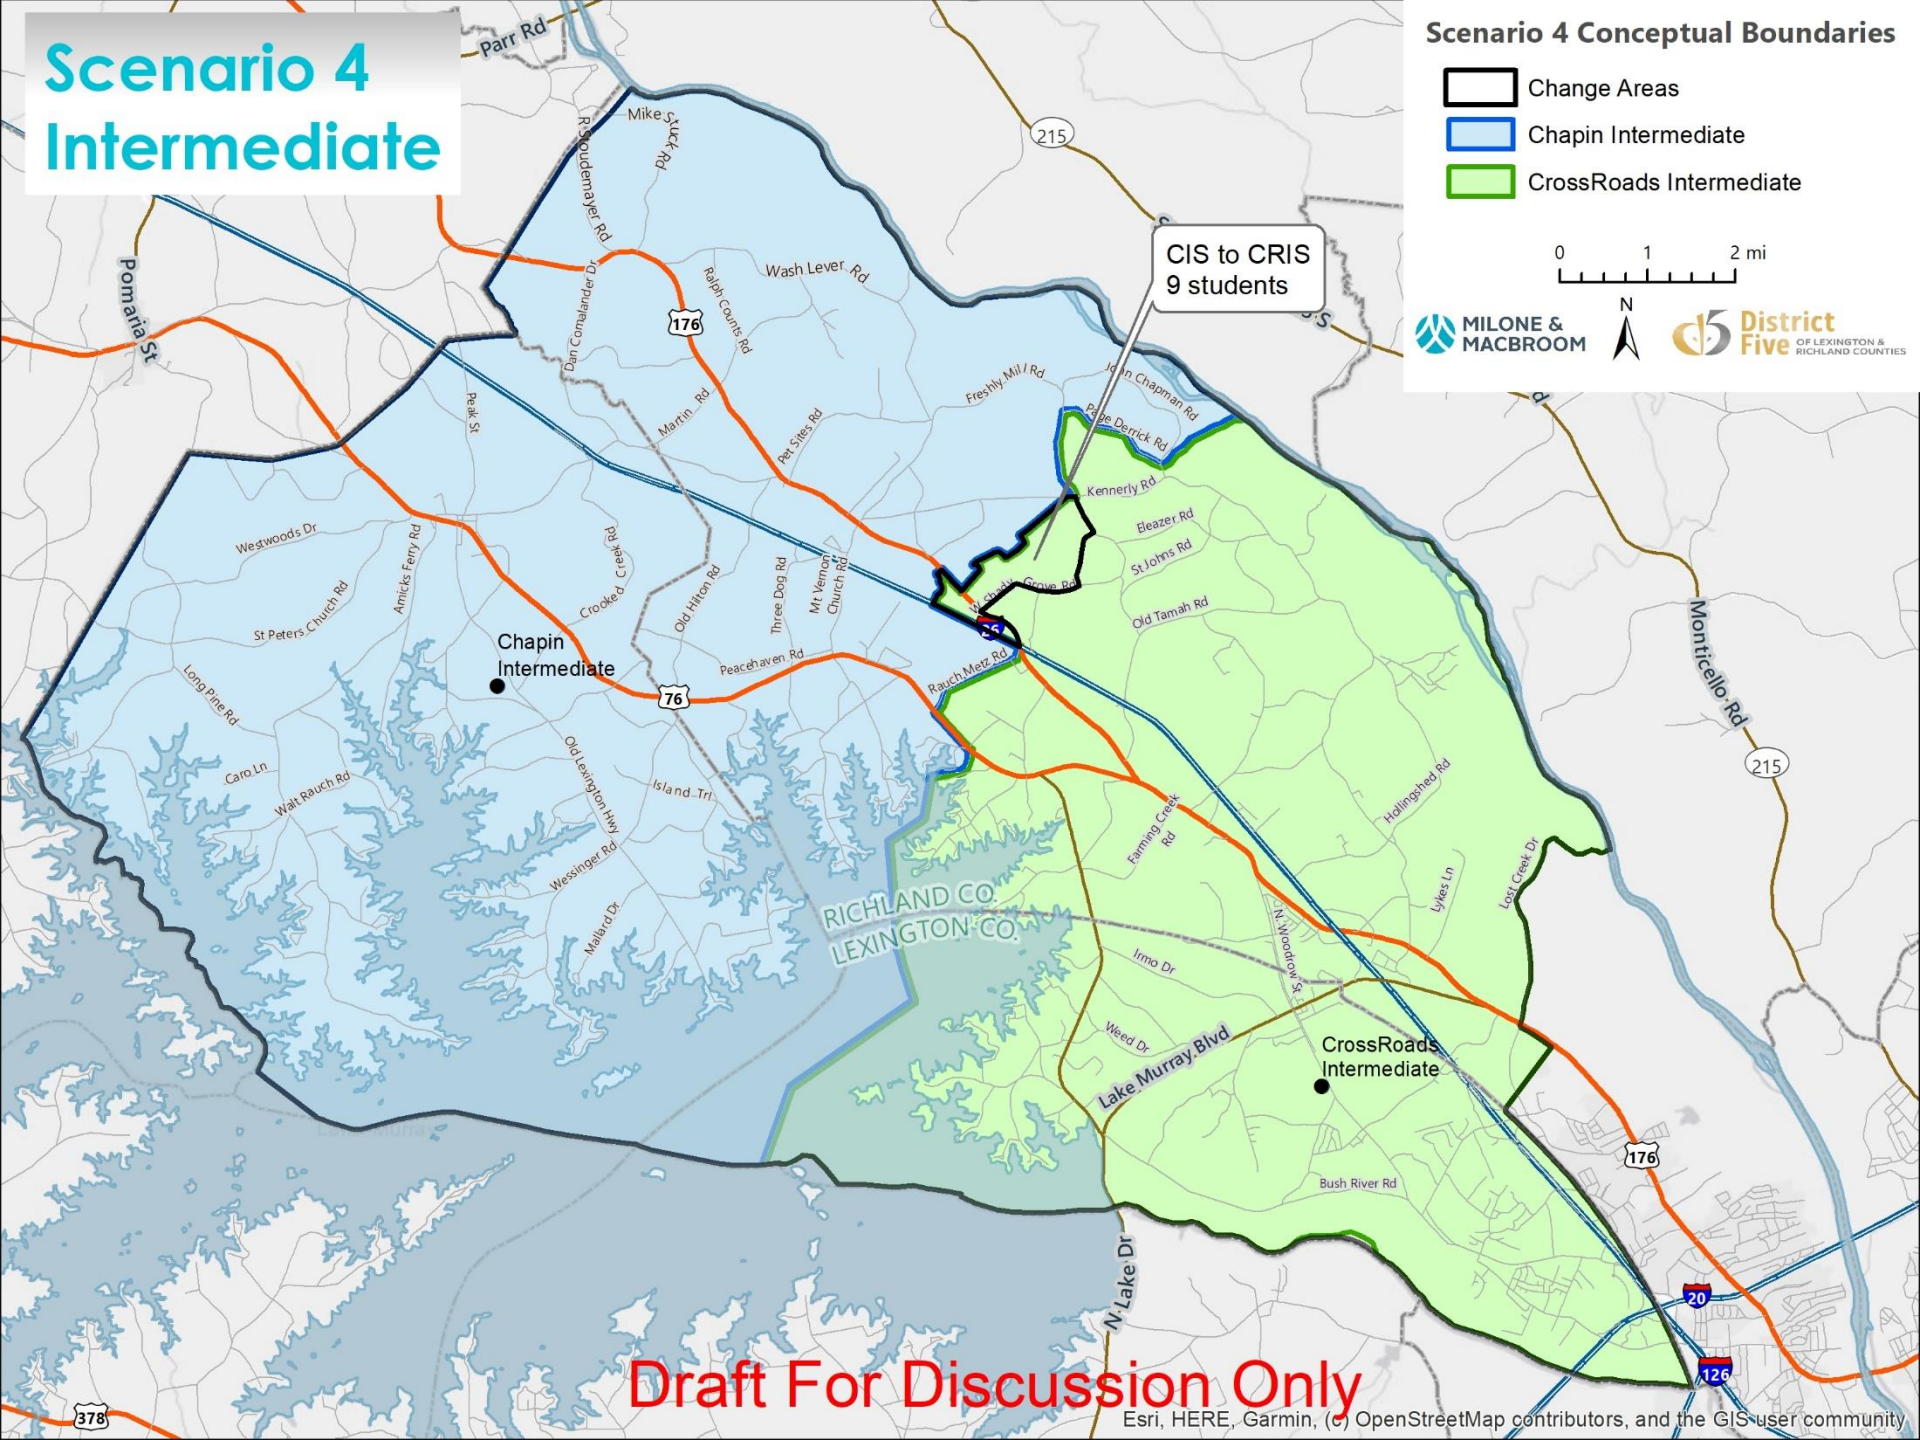 Scenario 4
Intermediate
Scenario 4 Conceptual Boundaries
Change Areas
Chapin Intermediate
CrossRoads Intermediate
0 1 2 mi
N
MILONE &
MACBROOM
d5 District
Five OF LEXINGTON &
RICHLAND COUNTIES
CIS to CRIS
9 students
Parr Rd
Mike Stuck Rd
R Stoudemayer Rd
215
Pomaria St
Dan Comalander Dr
Wash Lever Rd
Ralph Counts Rd
176
Peak St
Martin Rd
Pet Sites Rd
Freshly Mill Rd
John Chapman Rd
Page Derrick Rd
Kennerly Rd
Eleazer Rd
St Johns Rd
W Shady Grove Rd
Old Tamah Rd
26
Westwoods Dr
Amicks Ferry Rd
Crooked Creek Rd
St Peters Church Rd
Old Hilton Rd
Three Dog Rd
Mt Vernon
Church Rd
Chapin
Intermediate
Peacehaven Rd
Rauch Metz Rd
76
Long Pine Rd
Caro Ln
Walt Rauch Rd
Old Lexington Hwy
Island Trl
Wessinger Rd
Mallard Dr
RICHLAND CO.
LEXINGTON CO.
Monticello Rd
215
Hollingshed Rd
Farming Creek
Rd
Lykes Ln
Lost Creek Dr
N Woodrow St
Irmo Dr
Weed Dr
Lake Murray Blvd
CrossRoads
Intermediate
Lake Murray
176
Bush River Rd
N Lake Dr
20
126
378
Draft For Discussion Only
Esri, HERE, Garmin, (c) OpenStreetMap contributors, and the GIS user community